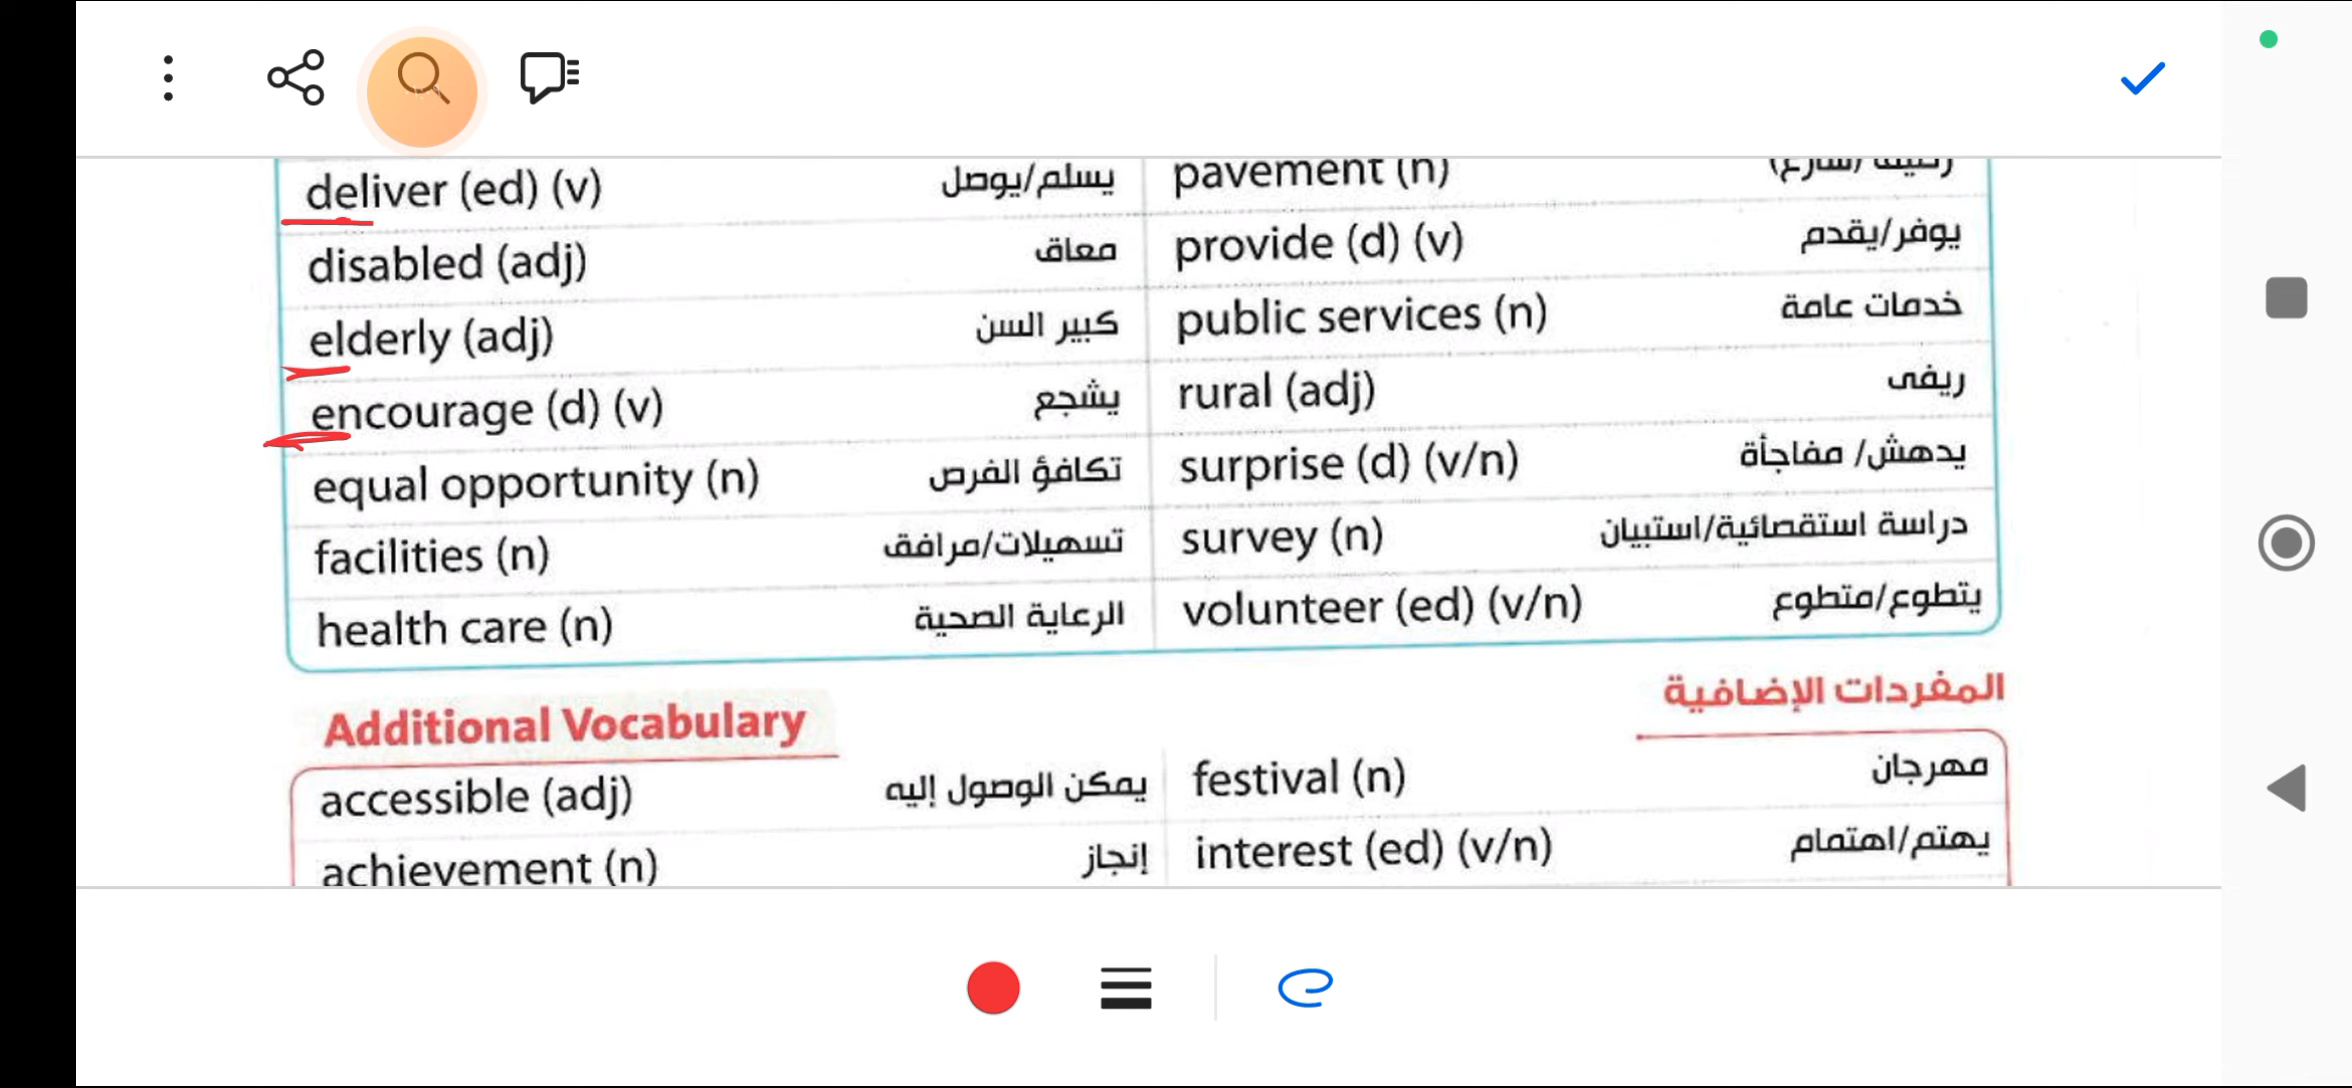 deliver (ed) (v) يسلم/يوصل pavement (n)
disabled (adj) معاق provide (d) (v) يوفر/يقدم
elderly (adj) كبير السن public services (n) خدمات عامة
encourage (d) (v) يشجع rural (adj) ريفى
equal opportunity (n) تكافؤ الفرص surprise (d) (v/n) يدهش/ مفاجأة
facilities (n) تسهيلات/مرافق survey (n) دراسة استقصائية/استبيان
health care (n) الرعاية الصحية volunteer (ed) (v/n) يتطوع/متطوع
Additional Vocabulary المفردات الإضافية
accessible (adj) يمكن الوصول إليه festival (n) مهرجان
achievement (n) إنجاز interest (ed) (v/n) يهتم/اهتمام